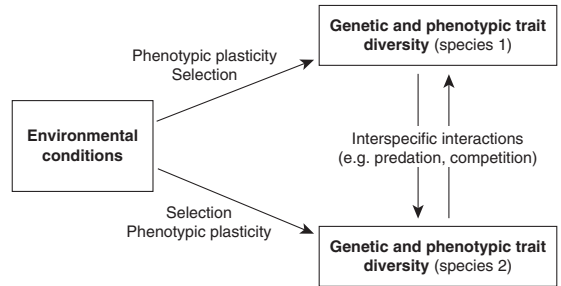 Genetic and phenotypic trait
diversity (species 1)
Phenotypic plasticity
Selection
Environmental
conditions
Interspecific interactions
(e.g. predation, competition)
Selection
Phenotypic plasticity
Genetic and phenotypic trait
diversity (species 2)